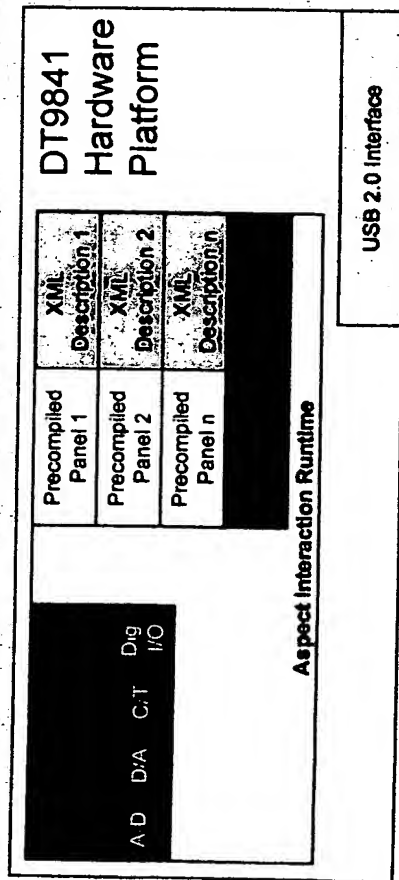 DT9841
Hardware
Platform
Precompiled
Panel 1
XML
Description 1
Precompiled
Panel 2
XML
Description 2
Precompiled
Panel n
XML
Description n
A/D D/A C/T Dig
I/O
Aspect Interaction Runtime
USB 2.0 Interface